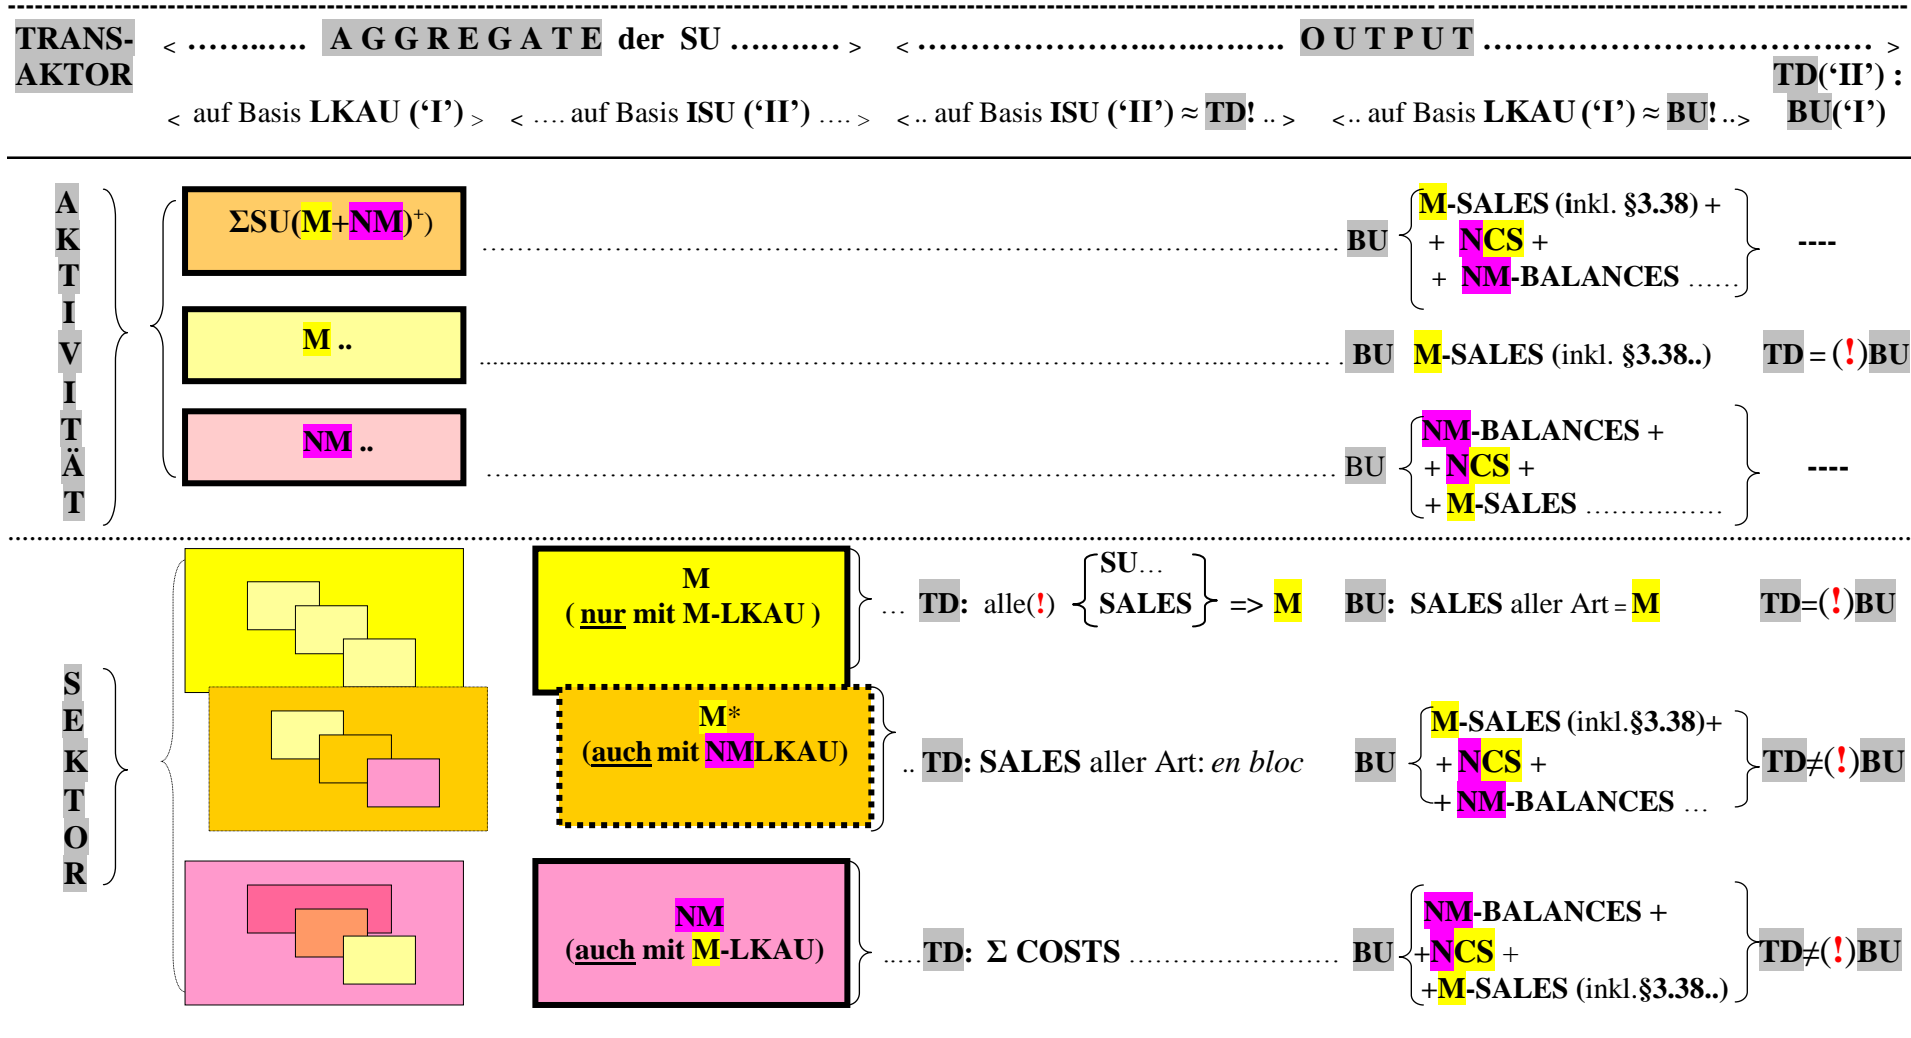 TRANS- < ……..…. A G G R E G A T E der SU ….….… > < ……………………..…..…..…. O U T P U T ………………………………..… >
AKTOR TD(‘II’) :
< auf Basis LKAU (‘I’) > < …. auf Basis ISU (‘II’) …. > <.. auf Basis ISU (‘II’) ≈ TD! .. > <.. auf Basis LKAU (‘I’) ≈ BU! ..> BU(‘I’)
A
K
T
I
V
I
T
Ä
T
ΣSU(M+NM)⁺) …………………………………… BU
M-SALES (inkl. §3.38) +
+ NCS +
+ NM-BALANCES ……
----
M .. …………………………………… BU M-SALES (inkl. §3.38..) TD = (!)BU
NM .. …………………………………… BU
NM-BALANCES +
+ NCS +
+ M-SALES ……………
----
S
E
K
T
O
R
M
( nur mit M-LKAU )
… TD: alle(!)
SU…
SALES
=> M BU: SALES aller Art = M TD=(!)BU
M*
(auch mit NMLKAU)
.. TD: SALES aller Art: en bloc BU
M-SALES (inkl.§3.38)+
+ NCS +
+ NM-BALANCES …
TD≠(!)BU
NM
(auch mit M-LKAU)
..…TD: Σ COSTS ………………… BU
NM-BALANCES +
+NCS +
+M-SALES (inkl.§3.38..)
TD≠(!)BU